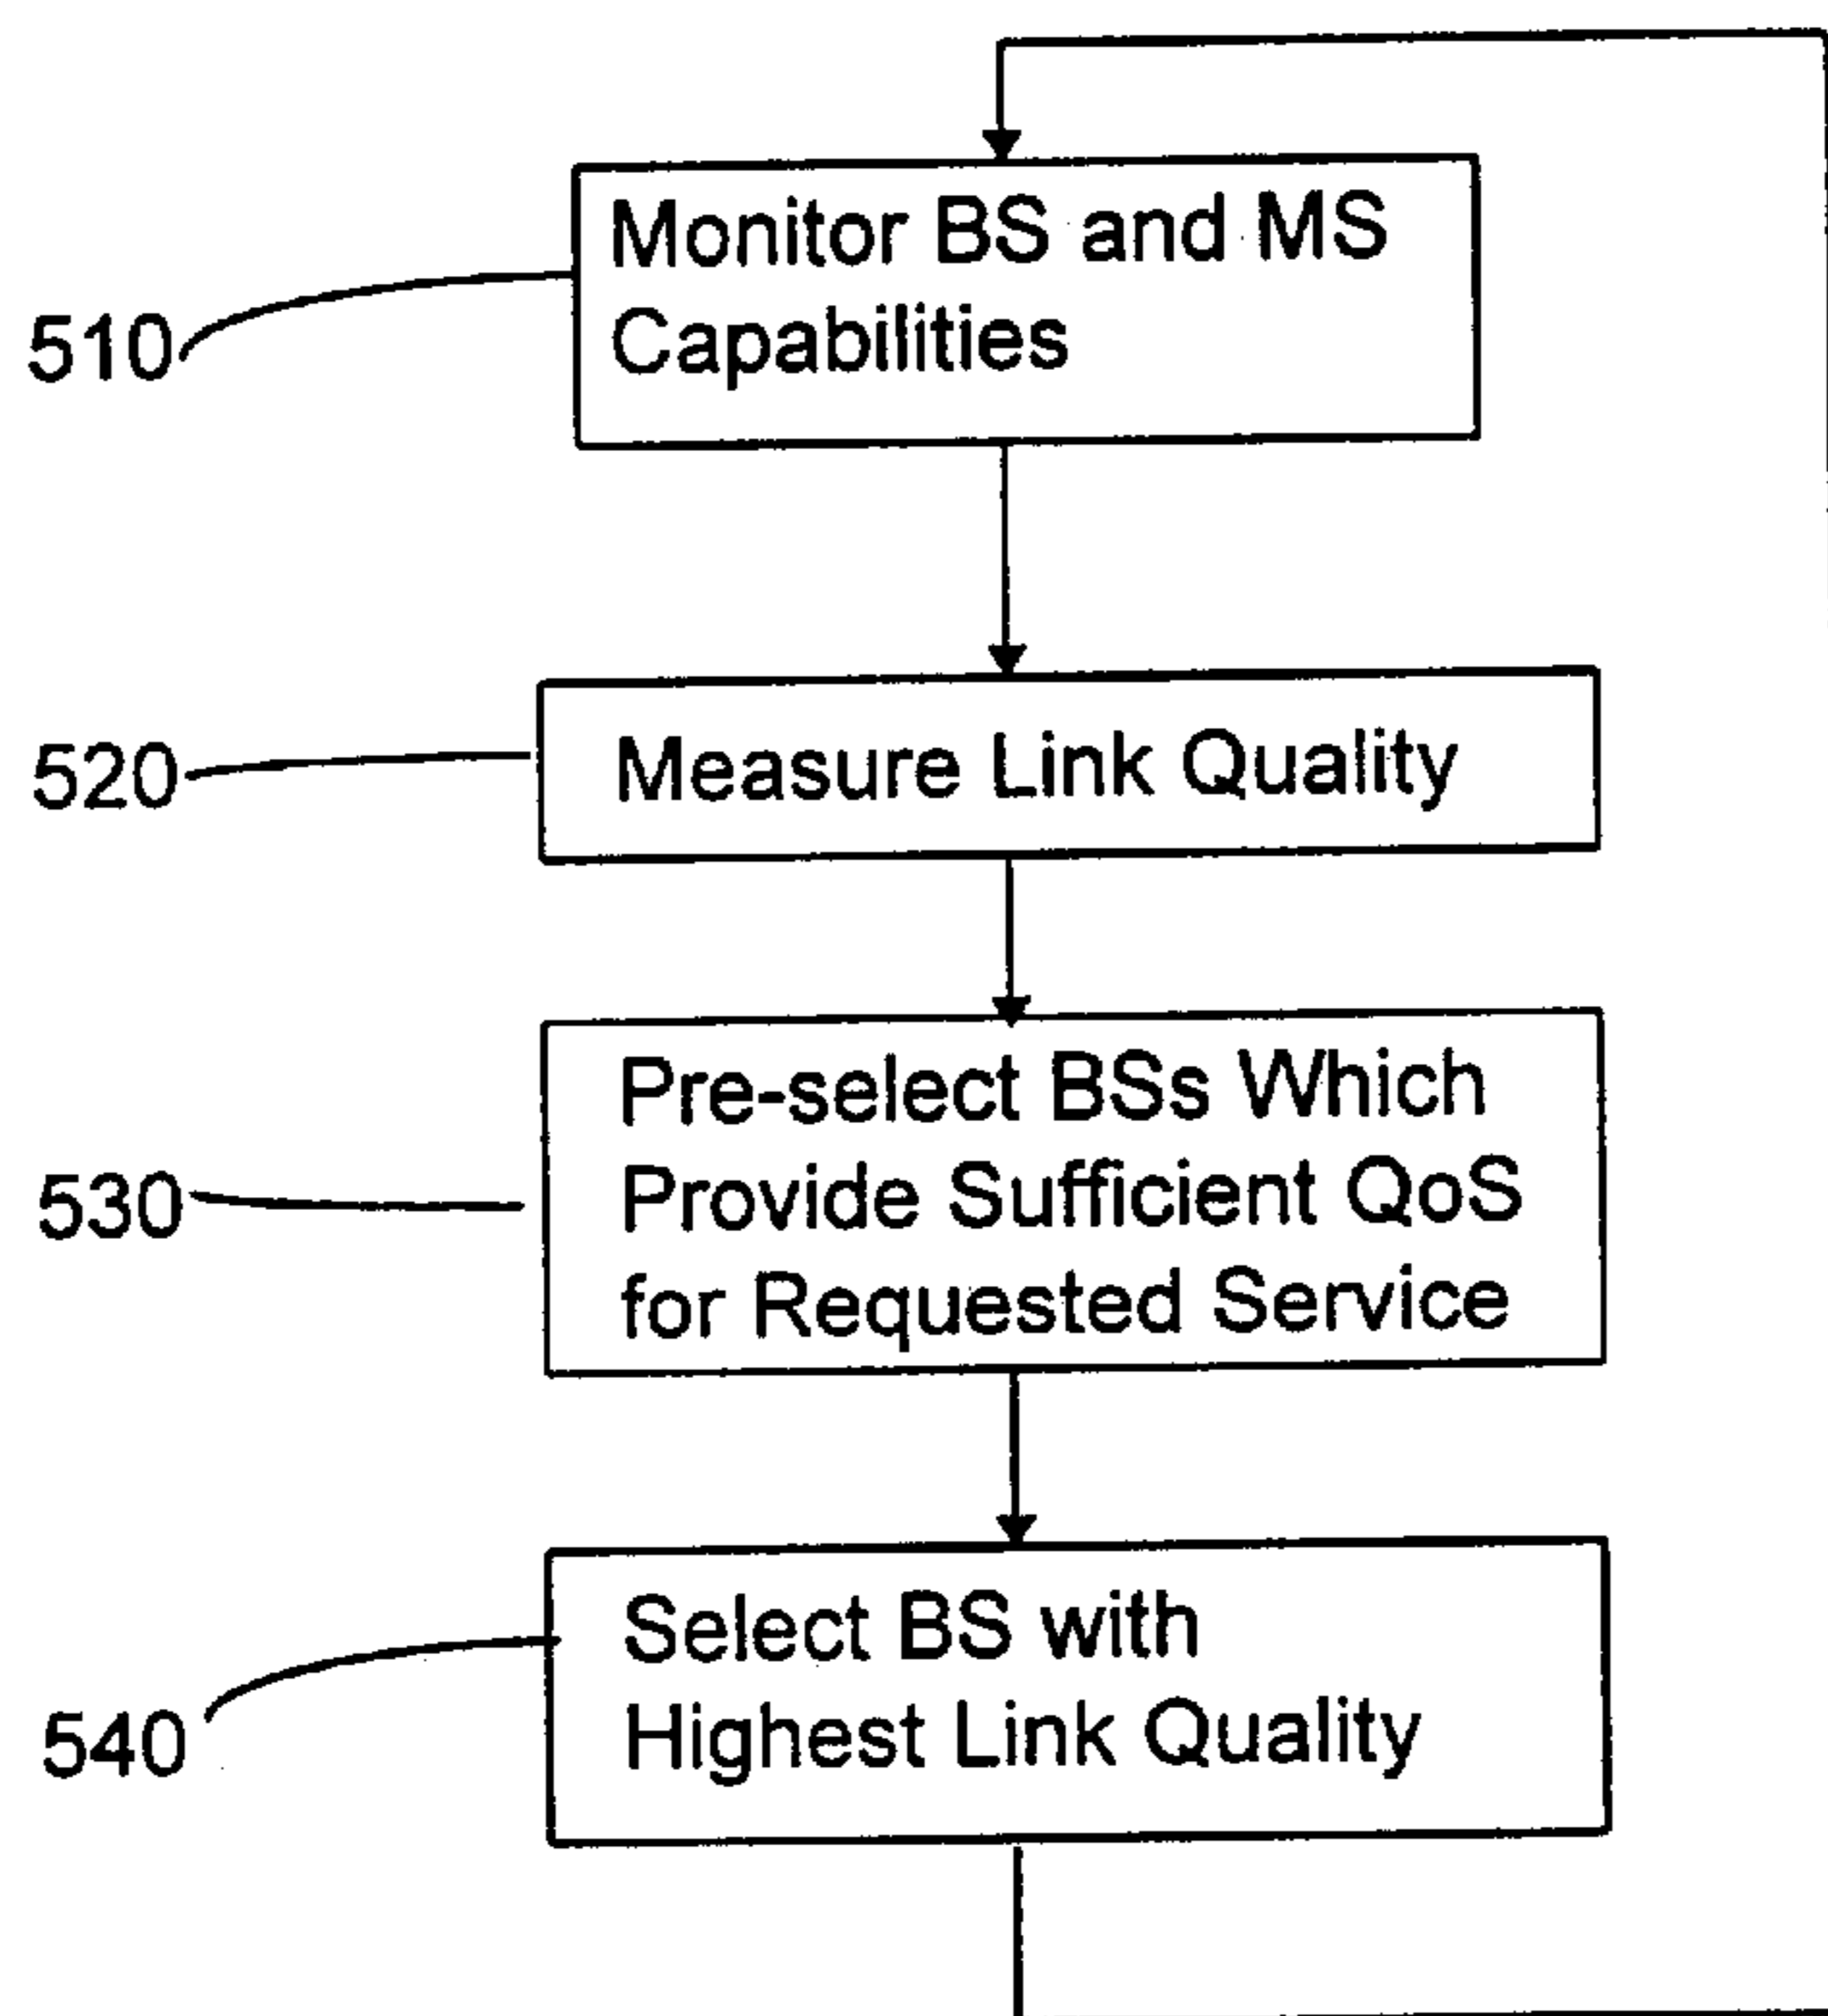 Monitor BS and MS
Capabilities
510
Measure Link Quality
520
Pre-select BSs Which
Provide Sufficient QoS
for Requested Service
530
Select BS with
Highest Link Quality
540